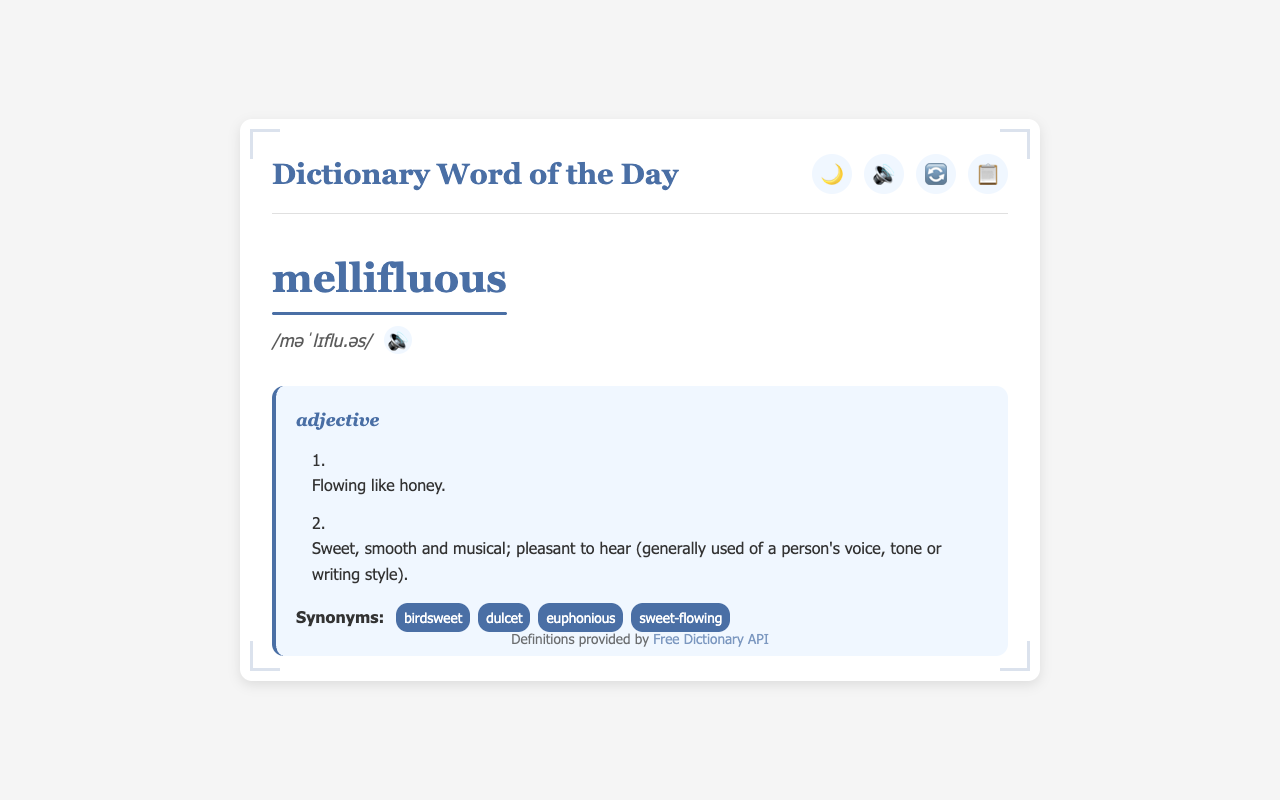 Dictionary Word of the Day
mellifluous
/məˈlɪflu.əs/
adjective
1.
Flowing like honey.
2.
Sweet, smooth and musical; pleasant to hear (generally used of a person's voice, tone or
writing style).
Synonyms: birdsweet dulcet euphonious sweet-flowing
Definitions provided by Free Dictionary API